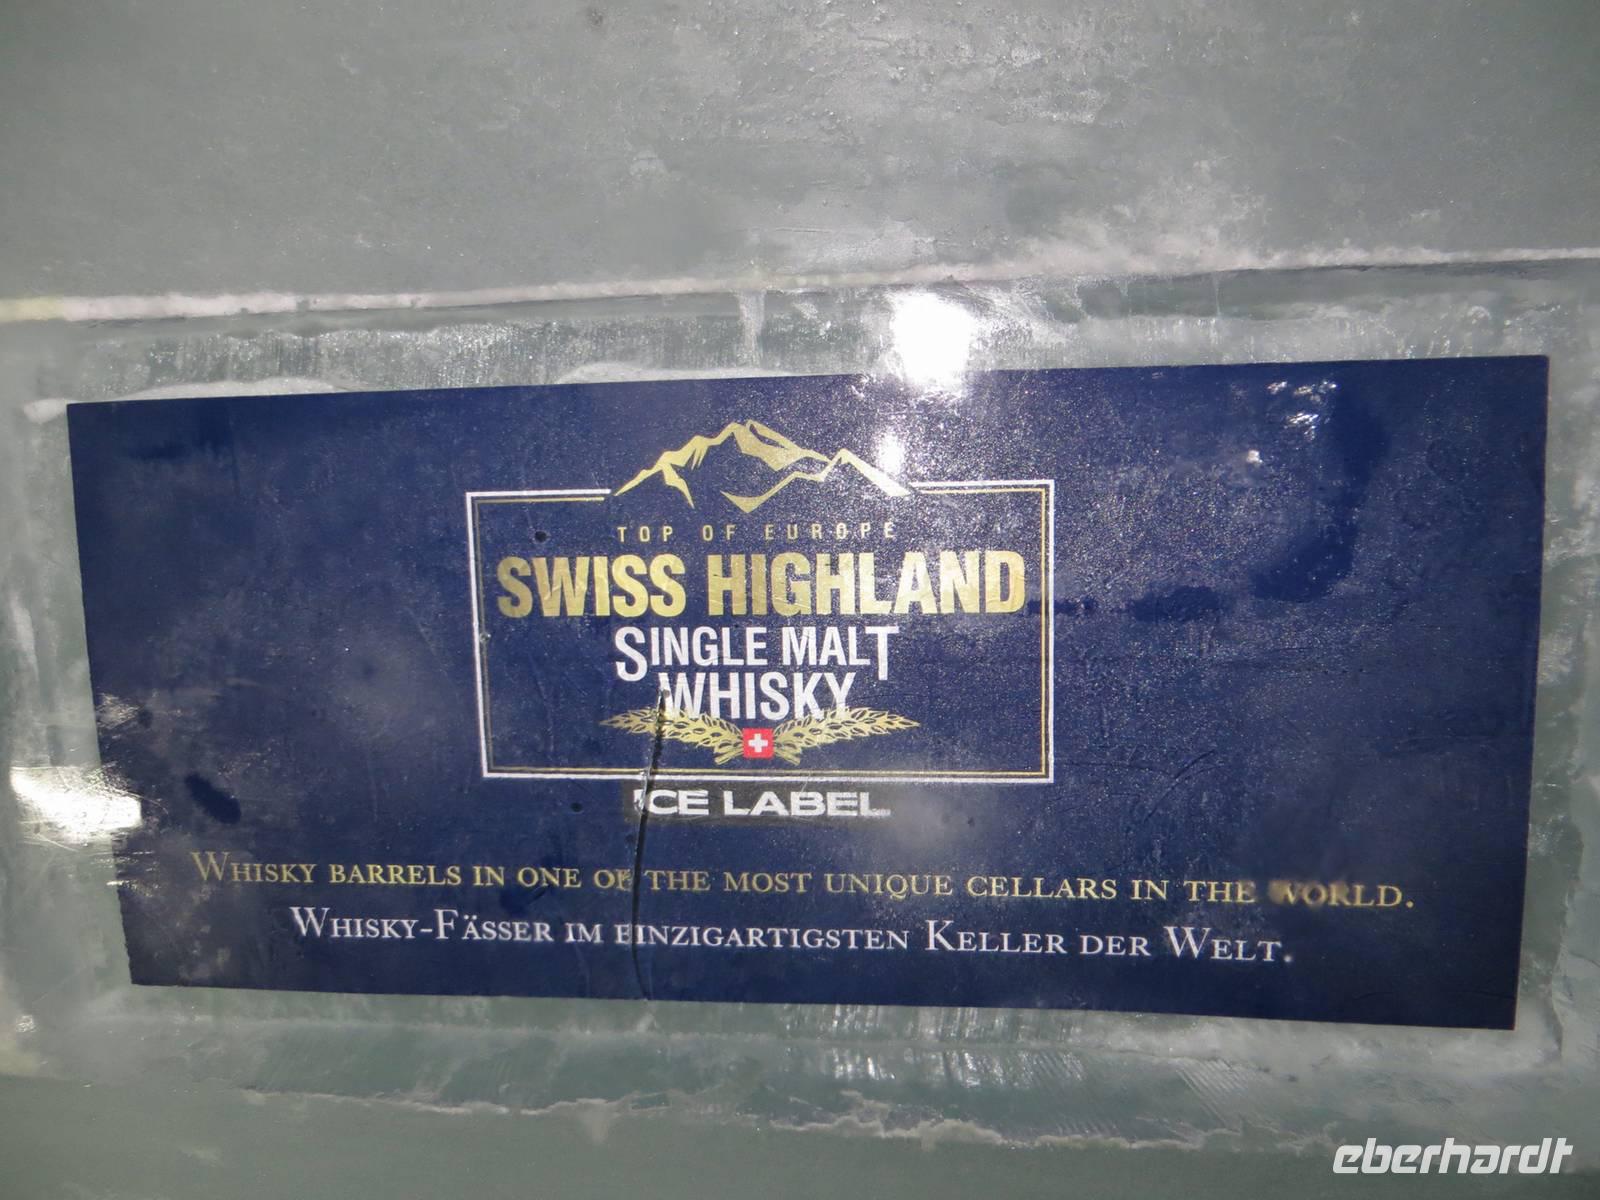 TOP OF EUROPE
SWISS HIGHLAND
SINGLE MALT
WHISKY
ICE LABEL
WHISKY BARRELS IN ONE OF THE MOST UNIQUE CELLARS IN THE WORLD.
WHISKY-FÄSSER IM EINZIGARTIGSTEN KELLER DER WELT.
eberhardt